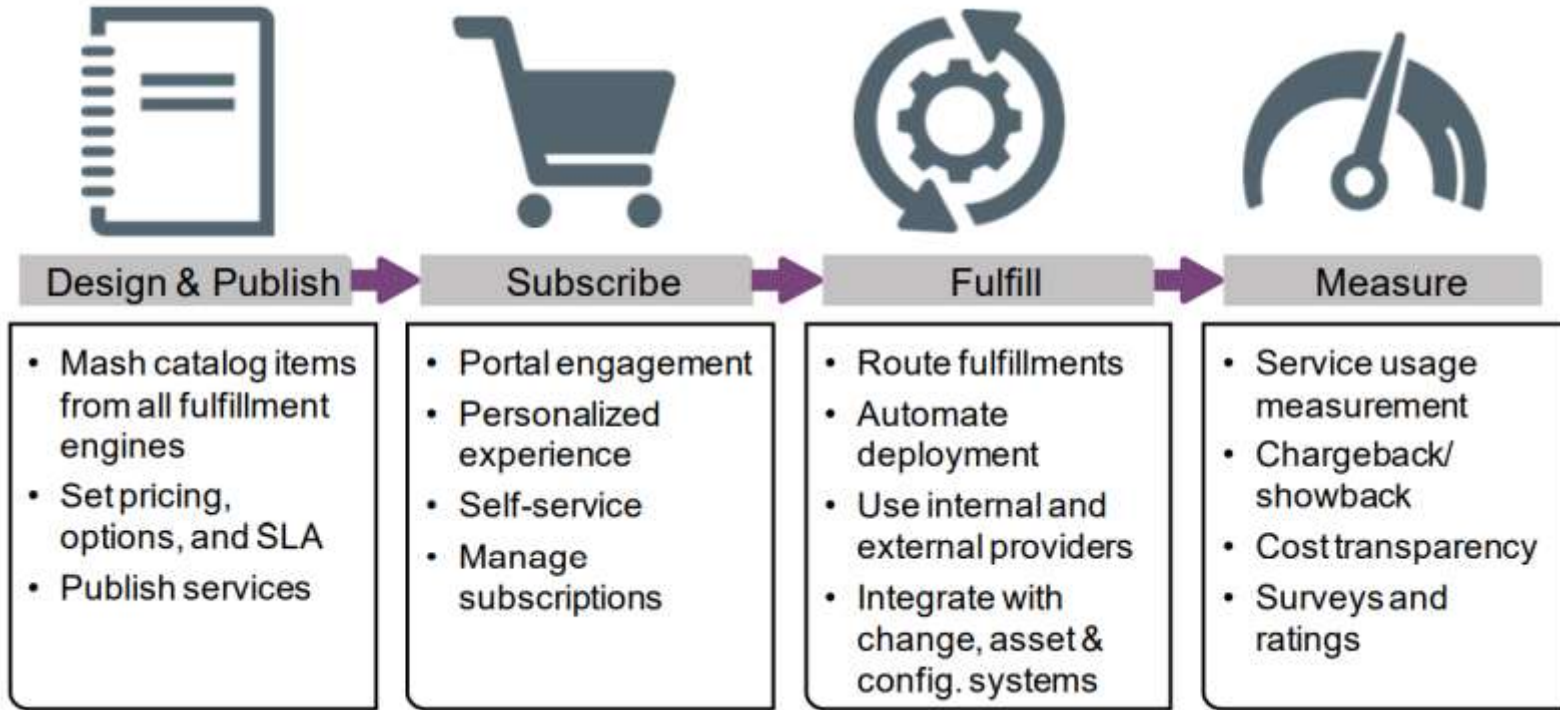 Design & Publish
Subscribe
Fulfill
Measure
• Mash catalog items
from all fulfillment
engines
• Set pricing,
options, and SLA
• Publish services
• Portal engagement
• Personalized
experience
• Self-service
• Manage
subscriptions
• Route fulfillments
• Automate
deployment
• Use internal and
external providers
• Integrate with
change, asset &
config. systems
• Service usage
measurement
• Chargeback/
showback
• Cost transparency
• Surveys and
ratings